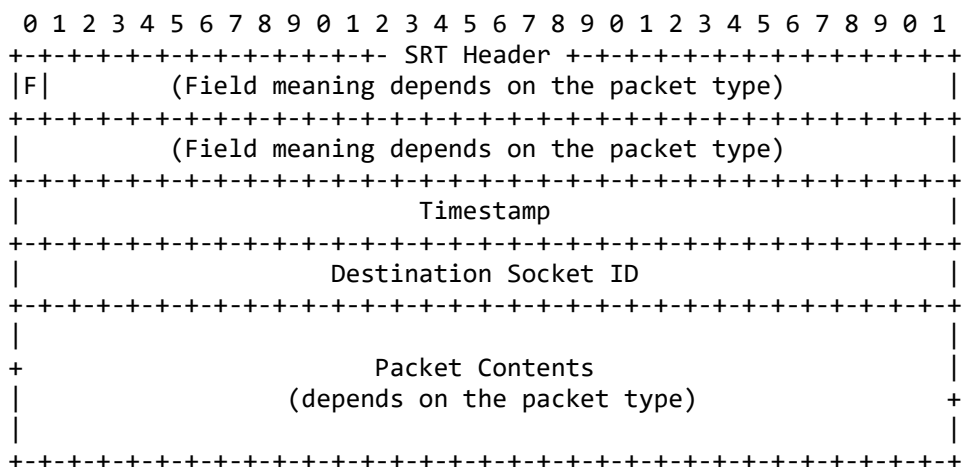 0 1 2 3 4 5 6 7 8 9 0 1 2 3 4 5 6 7 8 9 0 1 2 3 4 5 6 7 8 9 0 1
+-+-+-+-+-+-+-+-+-+-+-+-+- SRT Header +-+-+-+-+-+-+-+-+-+-+-+-+-+
|F|        (Field meaning depends on the packet type)           |
+-+-+-+-+-+-+-+-+-+-+-+-+-+-+-+-+-+-+-+-+-+-+-+-+-+-+-+-+-+-+-+-+
|          (Field meaning depends on the packet type)           |
+-+-+-+-+-+-+-+-+-+-+-+-+-+-+-+-+-+-+-+-+-+-+-+-+-+-+-+-+-+-+-+-+
|                           Timestamp                           |
+-+-+-+-+-+-+-+-+-+-+-+-+-+-+-+-+-+-+-+-+-+-+-+-+-+-+-+-+-+-+-+-+
|                     Destination Socket ID                     |
+-+-+-+-+-+-+-+-+-+-+-+-+-+-+-+-+-+-+-+-+-+-+-+-+-+-+-+-+-+-+-+-+
|                                                               |
+                        Packet Contents                        |
|                  (depends on the packet type)                 +
|                                                               |
+-+-+-+-+-+-+-+-+-+-+-+-+-+-+-+-+-+-+-+-+-+-+-+-+-+-+-+-+-+-+-+-+